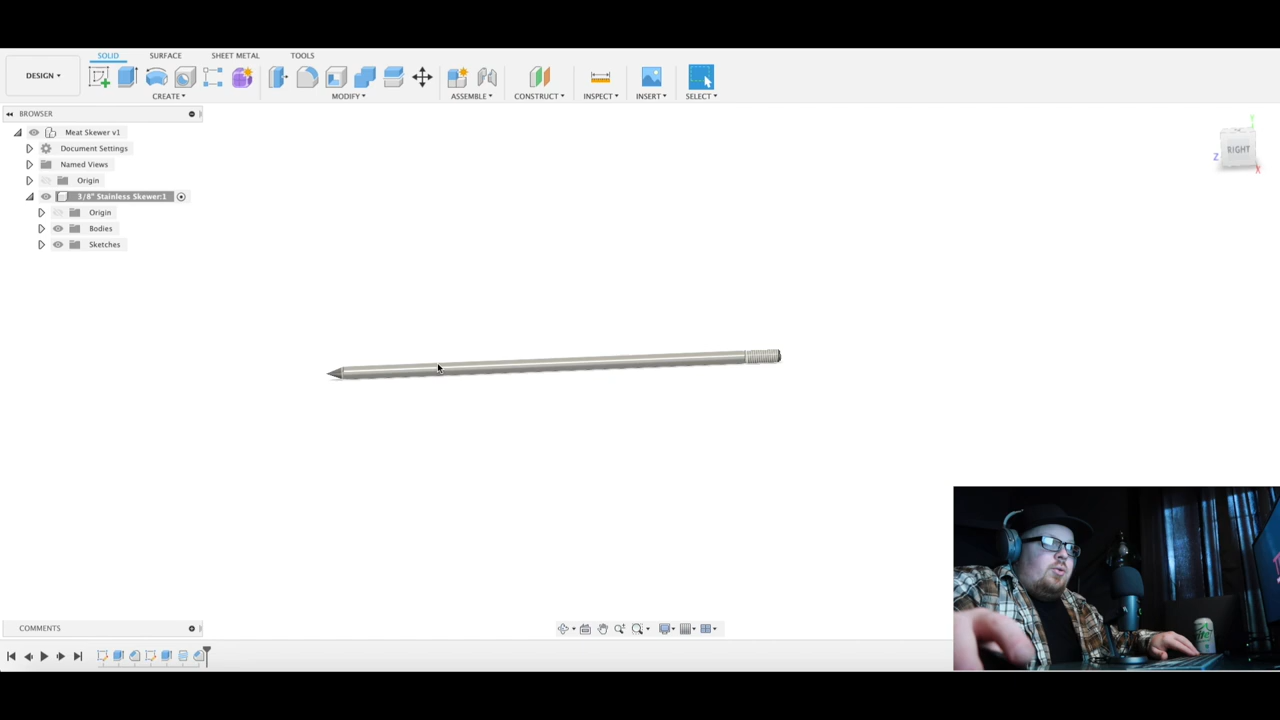 SOLID SURFACE SHEET METAL TOOLS
DESIGN
CREATE MODIFY ASSEMBLE CONSTRUCT INSPECT INSERT SELECT
BROWSER
Meat Skewer v1
Document Settings
Named Views
Origin
3/8" Stainless Skewer:1
Origin
Bodies
Sketches
RIGHT
Y
Z
X
COMMENTS